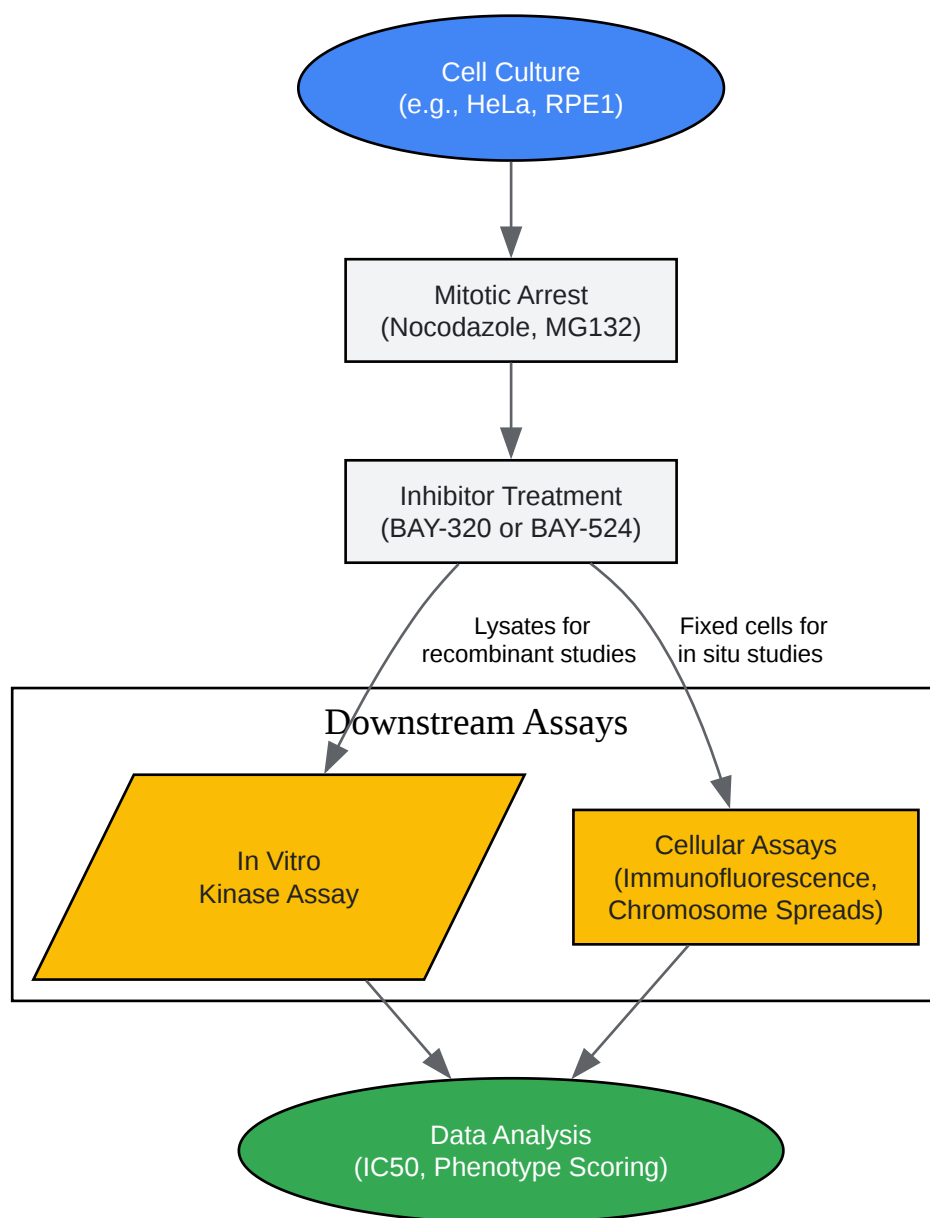 Cell Culture
(e.g., HeLa, RPE1)
Mitotic Arrest
(Nocodazole, MG132)
Inhibitor Treatment
(BAY-320 or BAY-524)
Lysates for
recombinant studies
Fixed cells for
in situ studies
Downstream Assays
In Vitro
Kinase Assay
Cellular Assays
(Immunofluorescence,
Chromosome Spreads)
Data Analysis
(IC50, Phenotype Scoring)